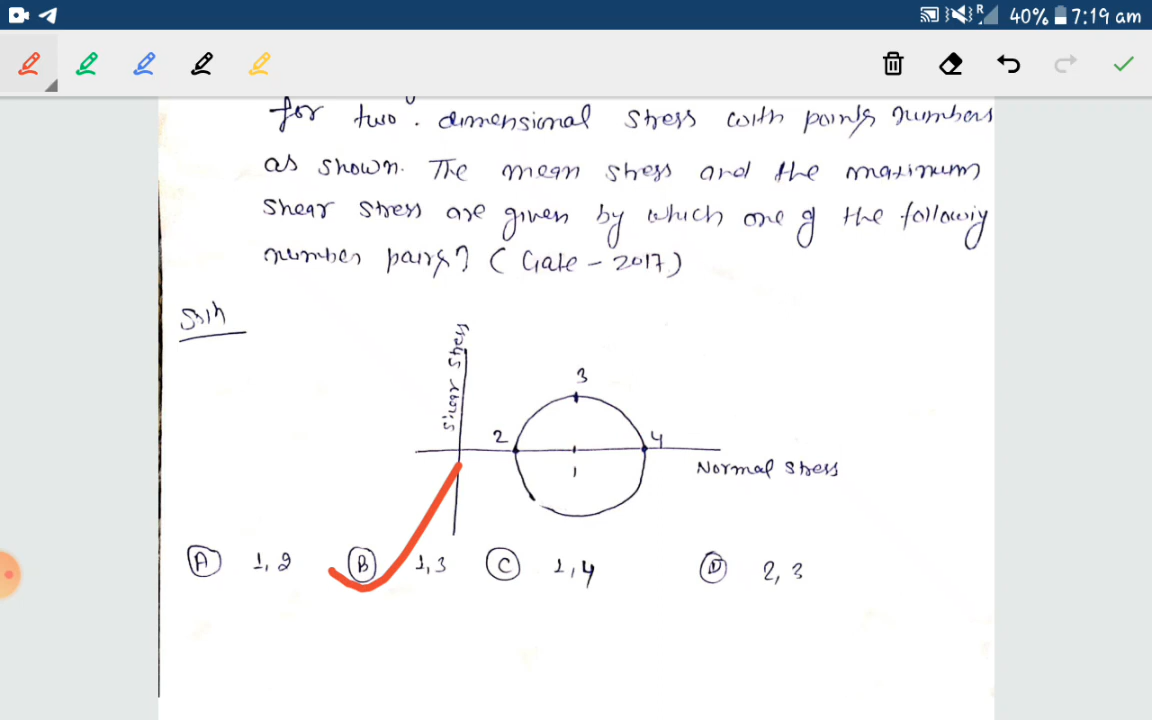 R 40% 7:19 am
for two dimensional stress with points numbers
as shown. The mean stress and the maximum
shear stress are given by which one of the following
number pairs? (Gate - 2017)
Soln
Shear stress
3
2
4
1
Normal stress
(A) 1,2 (B) 1,3 (C) 1,4 (D) 2,3